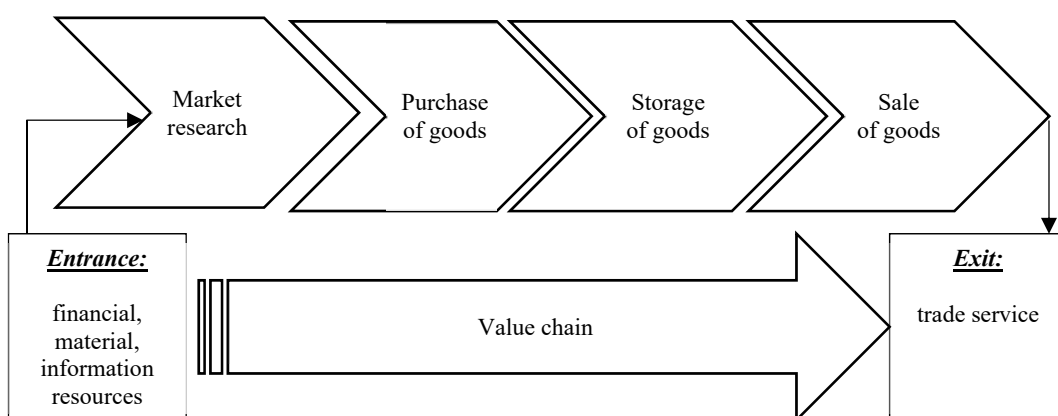 Market
research
Purchase
of goods
Storage
of goods
Sale
of goods
Entrance:
financial,
material,
information
resources
Value chain
Exit:
trade service